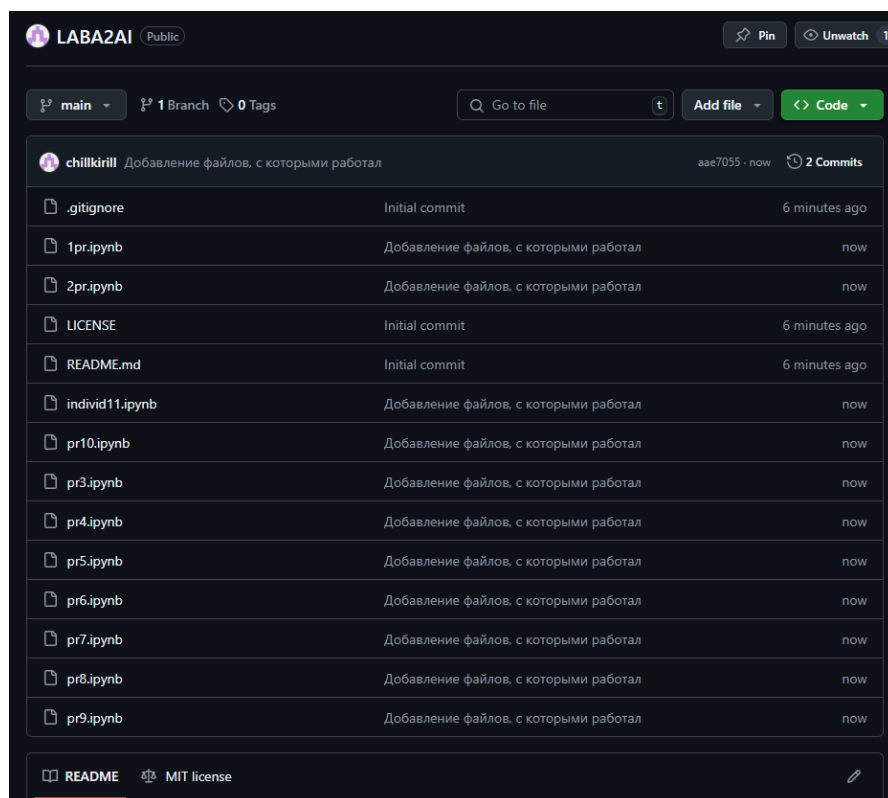 LABA2AI Public Pin Unwatch 1
main 1 Branch 0 Tags Go to file t Add file Code
chillkirill Добавление файлов, с которыми работал aae7055 · now 2 Commits
.gitignore Initial commit 6 minutes ago
1pr.ipynb Добавление файлов, с которыми работал now
2pr.ipynb Добавление файлов, с которыми работал now
LICENSE Initial commit 6 minutes ago
README.md Initial commit 6 minutes ago
individ11.ipynb Добавление файлов, с которыми работал now
pr10.ipynb Добавление файлов, с которыми работал now
pr3.ipynb Добавление файлов, с которыми работал now
pr4.ipynb Добавление файлов, с которыми работал now
pr5.ipynb Добавление файлов, с которыми работал now
pr6.ipynb Добавление файлов, с которыми работал now
pr7.ipynb Добавление файлов, с которыми работал now
pr8.ipynb Добавление файлов, с которыми работал now
pr9.ipynb Добавление файлов, с которыми работал now
README MIT license